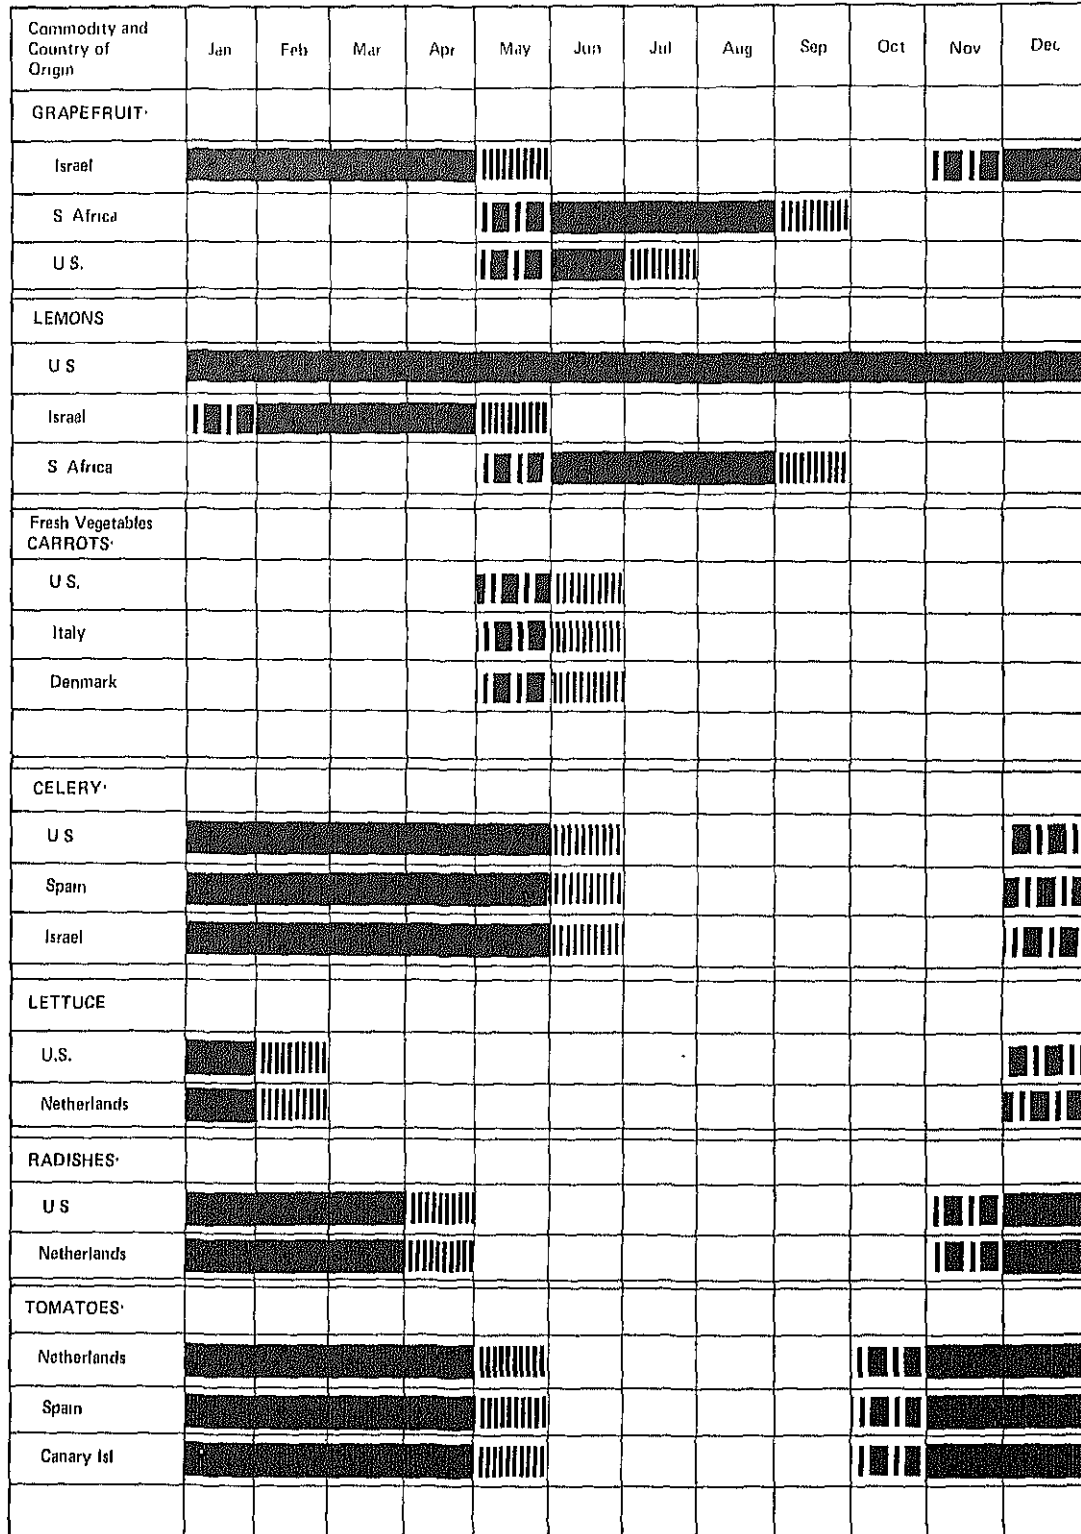 Commodity and
Country of
Origin
Jan Feb Mar Apr May Jun Jul Aug Sep Oct Nov Dec
GRAPEFRUIT·
Israel
S Africa
U S.
LEMONS
U S
Israel
S Africa
Fresh Vegetables
CARROTS·
U S.
Italy
Denmark
CELERY·
U S
Spain
Israel
LETTUCE
U.S.
Netherlands
RADISHES·
U S
Netherlands
TOMATOES·
Netherlands
Spain
Canary Isl